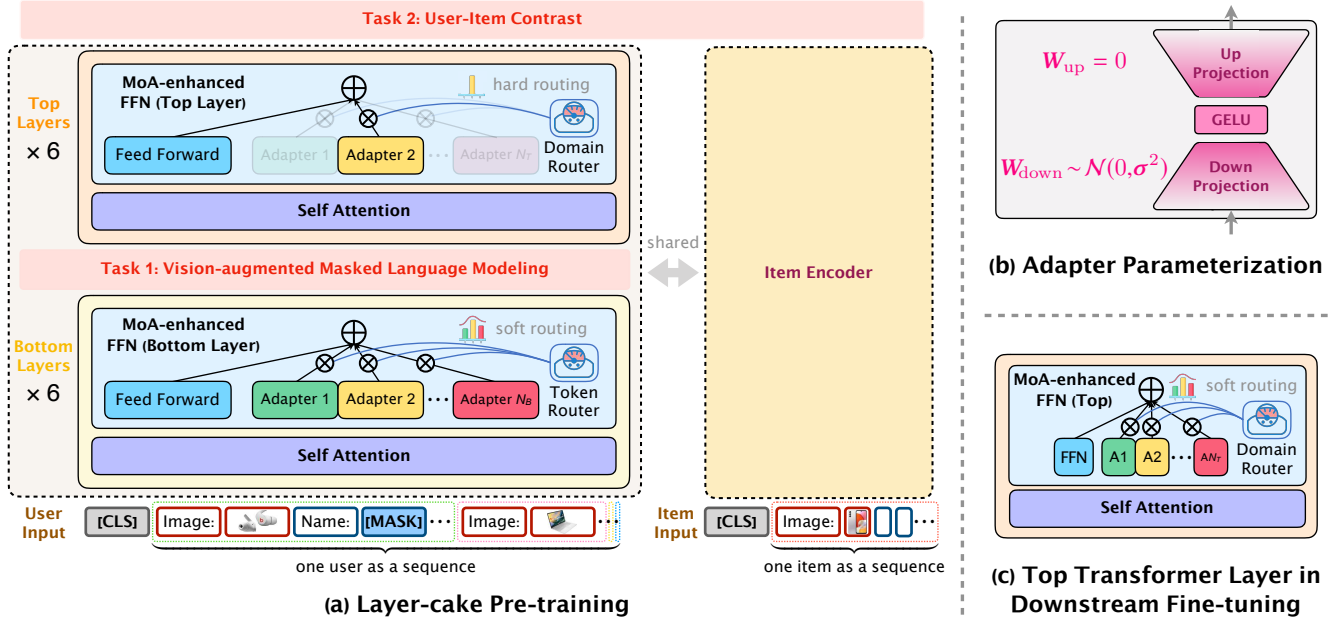 Task 2: User-Item Contrast
Top
Layers
× 6
MoA-enhanced
FFN (Top Layer)
hard routing
Feed Forward
Adapter 1
Adapter 2
···
Adapter N_T
Domain
Router
Self Attention
Task 1: Vision-augmented Masked Language Modeling
Bottom
Layers
× 6
MoA-enhanced
FFN (Bottom Layer)
soft routing
Feed Forward
Adapter 1
Adapter 2
···
Adapter N_B
Token
Router
Self Attention
shared
Item Encoder
User
Input
[CLS]
Image:
Name:
[MASK]
···
Image:
···
one user as a sequence
Item
Input
[CLS]
Image:
···
one item as a sequence
(a) Layer-cake Pre-training
W_up = 0
Up
Projection
GELU
W_down ~ N(0,σ²)
Down
Projection
(b) Adapter Parameterization
MoA-enhanced
FFN (Top)
soft routing
FFN
A1
A2
···
AN_T
Domain
Router
Self Attention
(c) Top Transformer Layer in
Downstream Fine-tuning